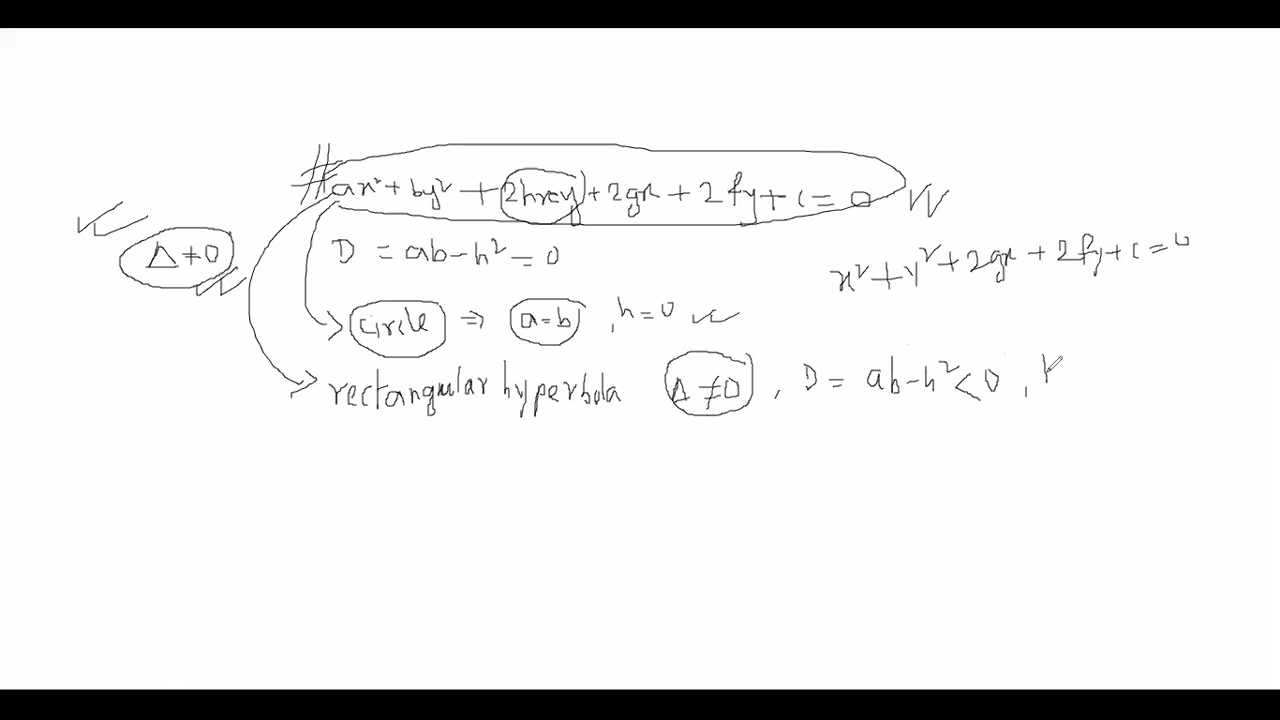 # ax² + by² + 2hxy + 2gx + 2fy + c = 0
Δ ≠ 0
D = ab - h² = 0
x² + y² + 2gx + 2fy + c = 0
circle ⇒ a = b , h = 0
rectangular hyperbola Δ ≠ 0 , D = ab - h² < 0 ,